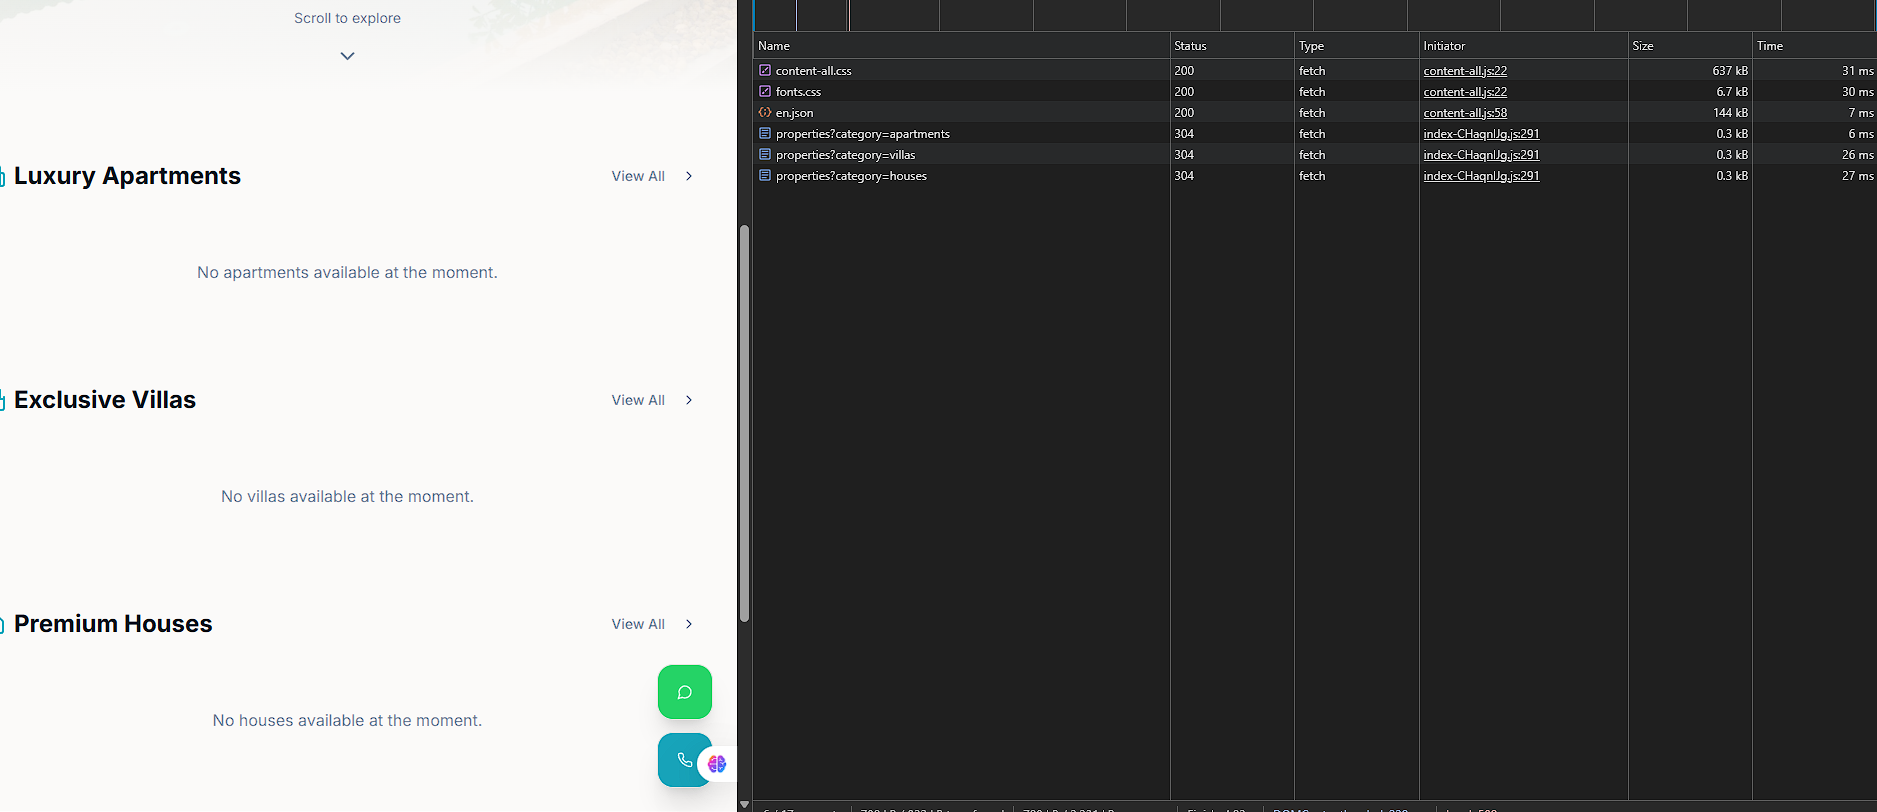 Scroll to explore
Luxury Apartments
View All
No apartments available at the moment.
Exclusive Villas
View All
No villas available at the moment.
Premium Houses
View All
No houses available at the moment.
Name Status Type Initiator Size Time
content-all.css 200 fetch content-all.js:22 637 kB 31 ms
fonts.css 200 fetch content-all.js:22 6.7 kB 30 ms
en.json 200 fetch content-all.js:58 144 kB 7 ms
properties?category=apartments 304 fetch index-CHaqnlJg.js:291 0.3 kB 6 ms
properties?category=villas 304 fetch index-CHaqnlJg.js:291 0.3 kB 26 ms
properties?category=houses 304 fetch index-CHaqnlJg.js:291 0.3 kB 27 ms